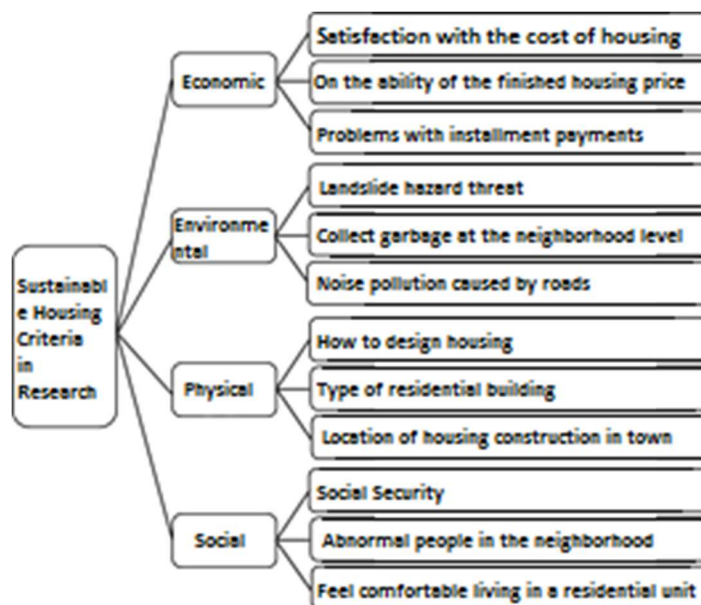 Sustainabl
e Housing
Criteria
in
Research
Economic
Satisfaction with the cost of housing
On the ability of the finished housing price
Problems with installment payments
Environme
ntal
Landslide hazard threat
Collect garbage at the neighborhood level
Noise pollution caused by roads
Physical
How to design housing
Type of residential building
Location of housing construction in town
Social
Social Security
Abnormal people in the neighborhood
Feel comfortable living in a residential unit